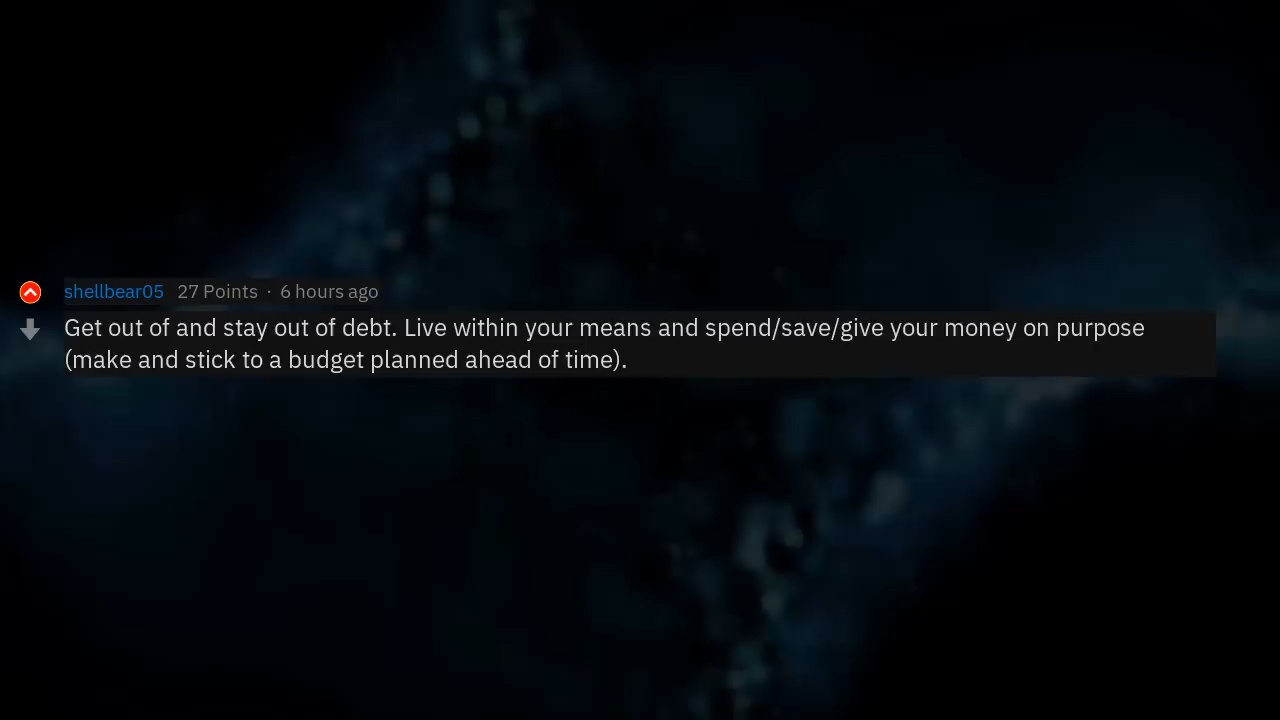 shellbear05 27 Points · 6 hours ago
Get out of and stay out of debt. Live within your means and spend/save/give your money on purpose
(make and stick to a budget planned ahead of time).